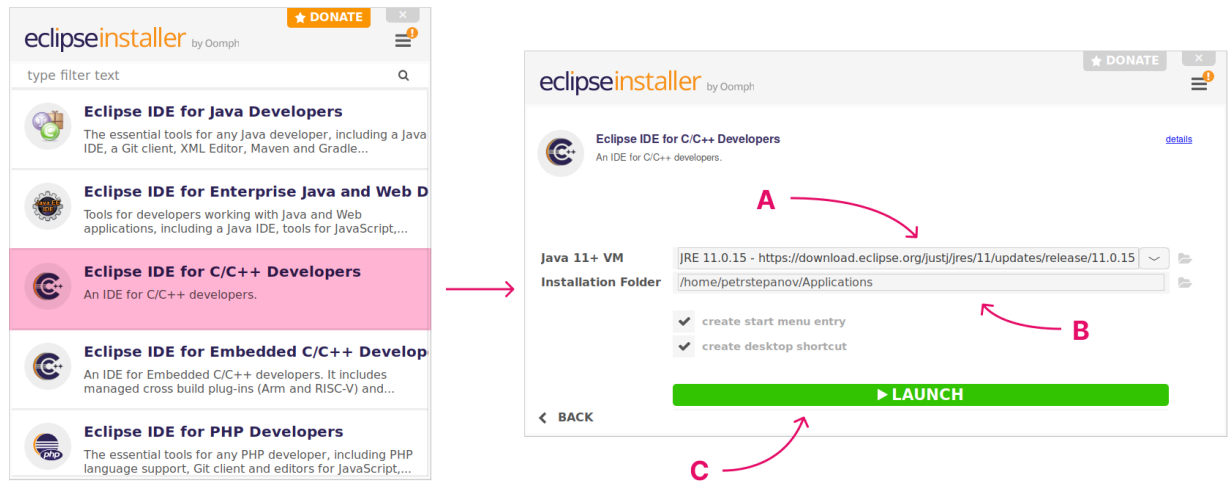 ★ DONATE ×
eclipseinstaller by Oomph !
type filter text
Eclipse IDE for Java Developers
The essential tools for any Java developer, including a Java
IDE, a Git client, XML Editor, Maven and Gradle...
Eclipse IDE for Enterprise Java and Web D
Java EE
IDE
Tools for developers working with Java and Web
applications, including a Java IDE, tools for JavaScript,...
Eclipse IDE for C/C++ Developers
C++
An IDE for C/C++ developers.
Eclipse IDE for Embedded C/C++ Develop
C++
An IDE for Embedded C/C++ developers. It includes
managed cross build plug-ins (Arm and RISC-V) and...
Eclipse IDE for PHP Developers
php
The essential tools for any PHP developer, including PHP
language support, Git client and editors for JavaScript,...
★ DONATE ×
eclipseinstaller by Oomph !
Eclipse IDE for C/C++ Developers details
C++
An IDE for C/C++ developers.
A
Java 11+ VM JRE 11.0.15 - https://download.eclipse.org/justj/jres/11/updates/release/11.0.15
Installation Folder /home/petrstepanov/Applications
B
✔ create start menu entry
✔ create desktop shortcut
▶ LAUNCH
BACK
C